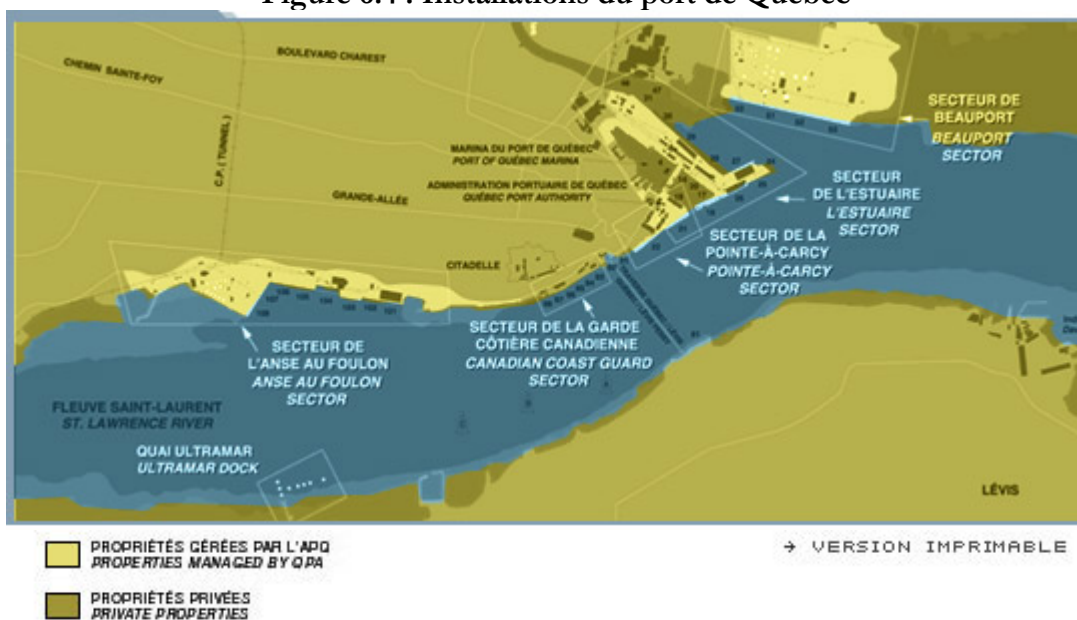 Figure 6.4 : Installations du port de Québec
BOULEVARD CHAREST
CHEMIN SAINTE-FOY
C.P. ( TUNNEL )
SECTEUR DE
BEAUPORT
BEAUPORT
SECTOR
MARINA DU PORT DE QUÉBEC
PORT OF QUÉBEC MARINA
ADMINISTRATION PORTUAIRE DE QUÉBEC
QUÉBEC PORT AUTHORITY
GRANDE-ALLÉE
SECTEUR
DE L'ESTUAIRE
L'ESTUAIRE
SECTOR
SECTEUR DE LA
POINTE-À-CARCY
POINTE-À-CARCY
SECTOR
CITADELLE
SECTEUR DE LA GARDE
CÔTIÈRE CANADIENNE
CANADIAN COAST GUARD
SECTOR
SECTEUR DE
L'ANSE AU FOULON
ANSE AU FOULON
SECTOR
FLEUVE SAINT-LAURENT
ST. LAWRENCE RIVER
QUAI ULTRAMAR
ULTRAMAR DOCK
LÉVIS
PROPRIÉTÉS GÉRÉES PAR L'APQ
PROPERTIES MANAGED BY QPA
→ VERSION IMPRIMABLE
PROPRIÉTÉS PRIVÉES
PRIVATE PROPERTIES